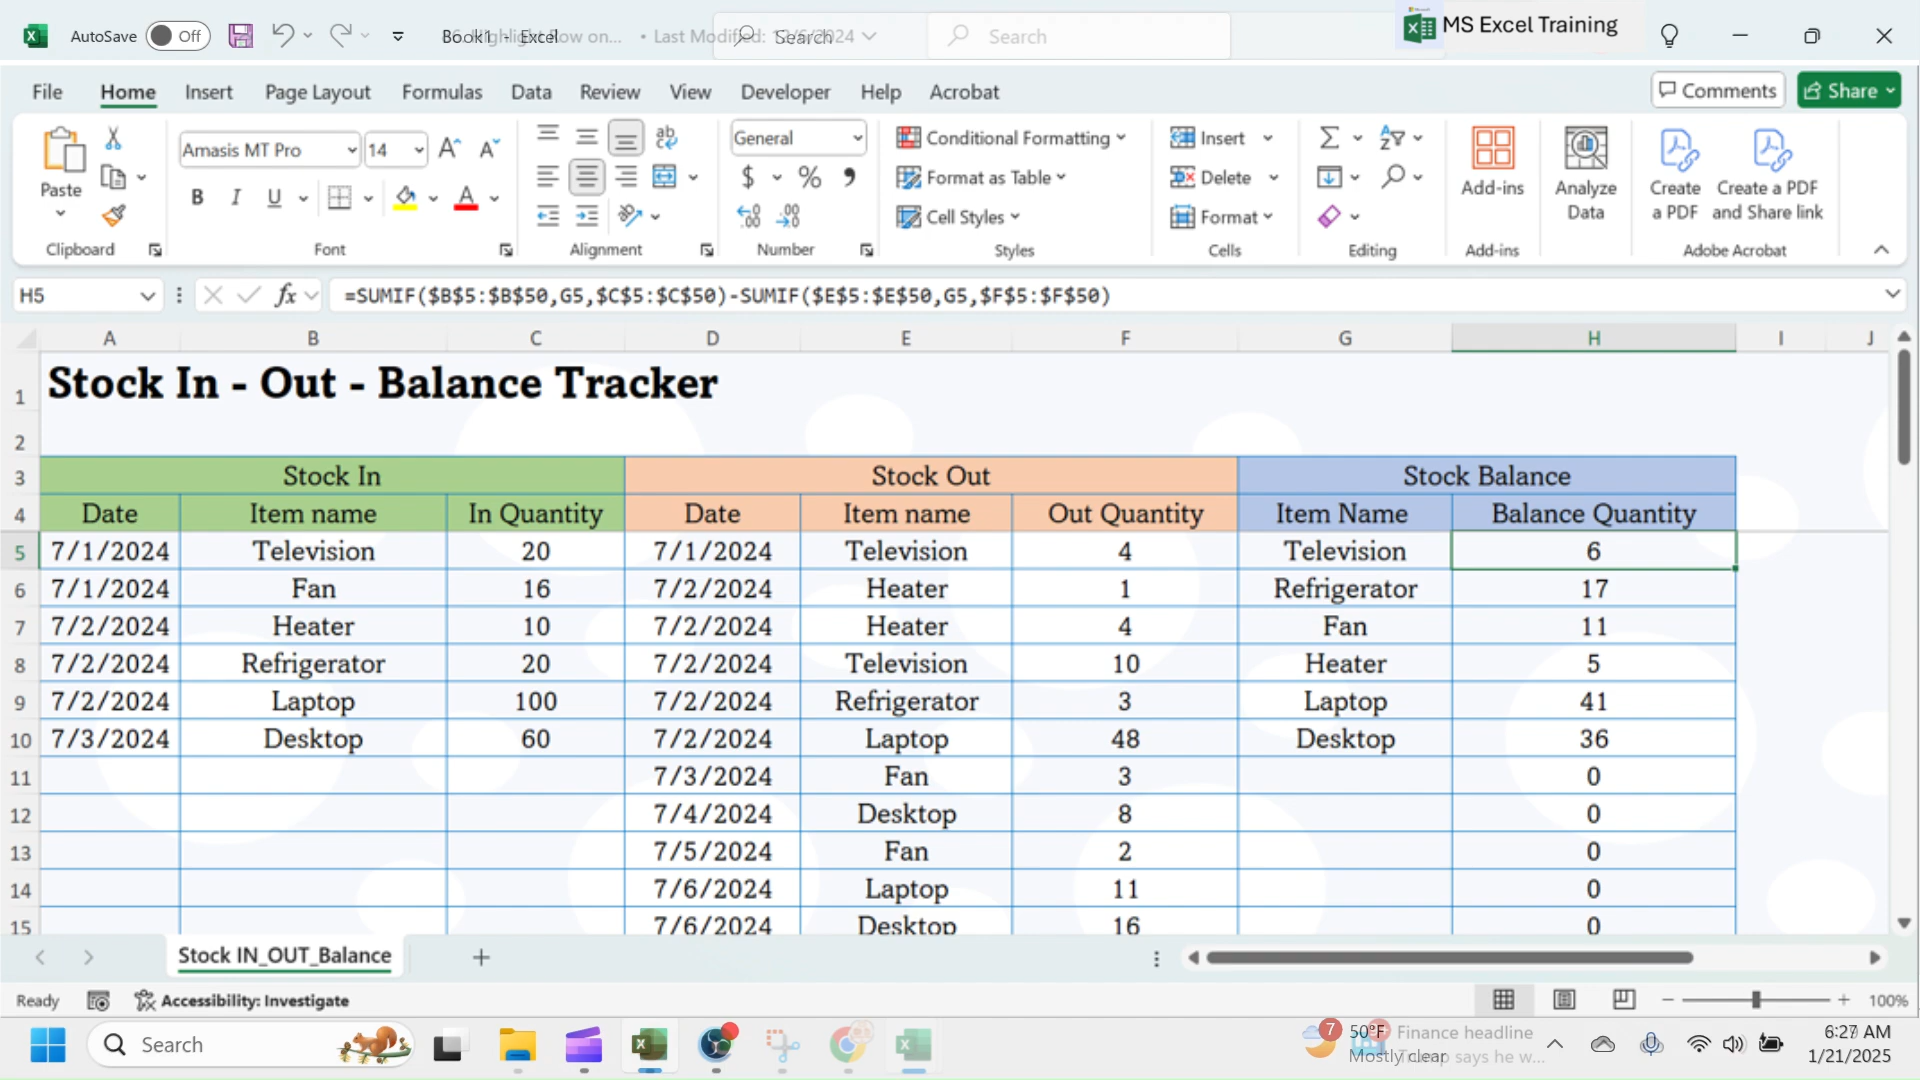 AutoSave Off Book1 - Excel • Last Modified: Search Search MS Excel Training
File Home Insert Page Layout Formulas Data Review View Developer Help Acrobat Comments Share
Paste Amasis MT Pro 14 General Conditional Formatting Insert
B I U $ % Format as Table Delete Add-ins Analyze Data Create a PDF Create a PDF and Share link
Cell Styles Format
Clipboard Font Alignment Number Styles Cells Editing Add-ins Adobe Acrobat
H5 fx =SUMIF($B$5:$B$50,G5,$C$5:$C$50)-SUMIF($E$5:$E$50,G5,$F$5:$F$50)
A B C D E F G H I J
1 Stock In - Out - Balance Tracker
2
3 Stock In Stock Out Stock Balance
4 Date Item name In Quantity Date Item name Out Quantity Item Name Balance Quantity
5 7/1/2024 Television 20 7/1/2024 Television 4 Television 6
6 7/1/2024 Fan 16 7/2/2024 Heater 1 Refrigerator 17
7 7/2/2024 Heater 10 7/2/2024 Heater 4 Fan 11
8 7/2/2024 Refrigerator 20 7/2/2024 Television 10 Heater 5
9 7/2/2024 Laptop 100 7/2/2024 Refrigerator 3 Laptop 41
10 7/3/2024 Desktop 60 7/2/2024 Laptop 48 Desktop 36
11 7/3/2024 Fan 3 0
12 7/4/2024 Desktop 8 0
13 7/5/2024 Fan 2 0
14 7/6/2024 Laptop 11 0
15 7/6/2024 Desktop 16 0
Stock IN_OUT_Balance
Ready Accessibility: Investigate 100%
Search 7 50°F Mostly clear Finance headline says he w... 6:27 AM
1/21/2025